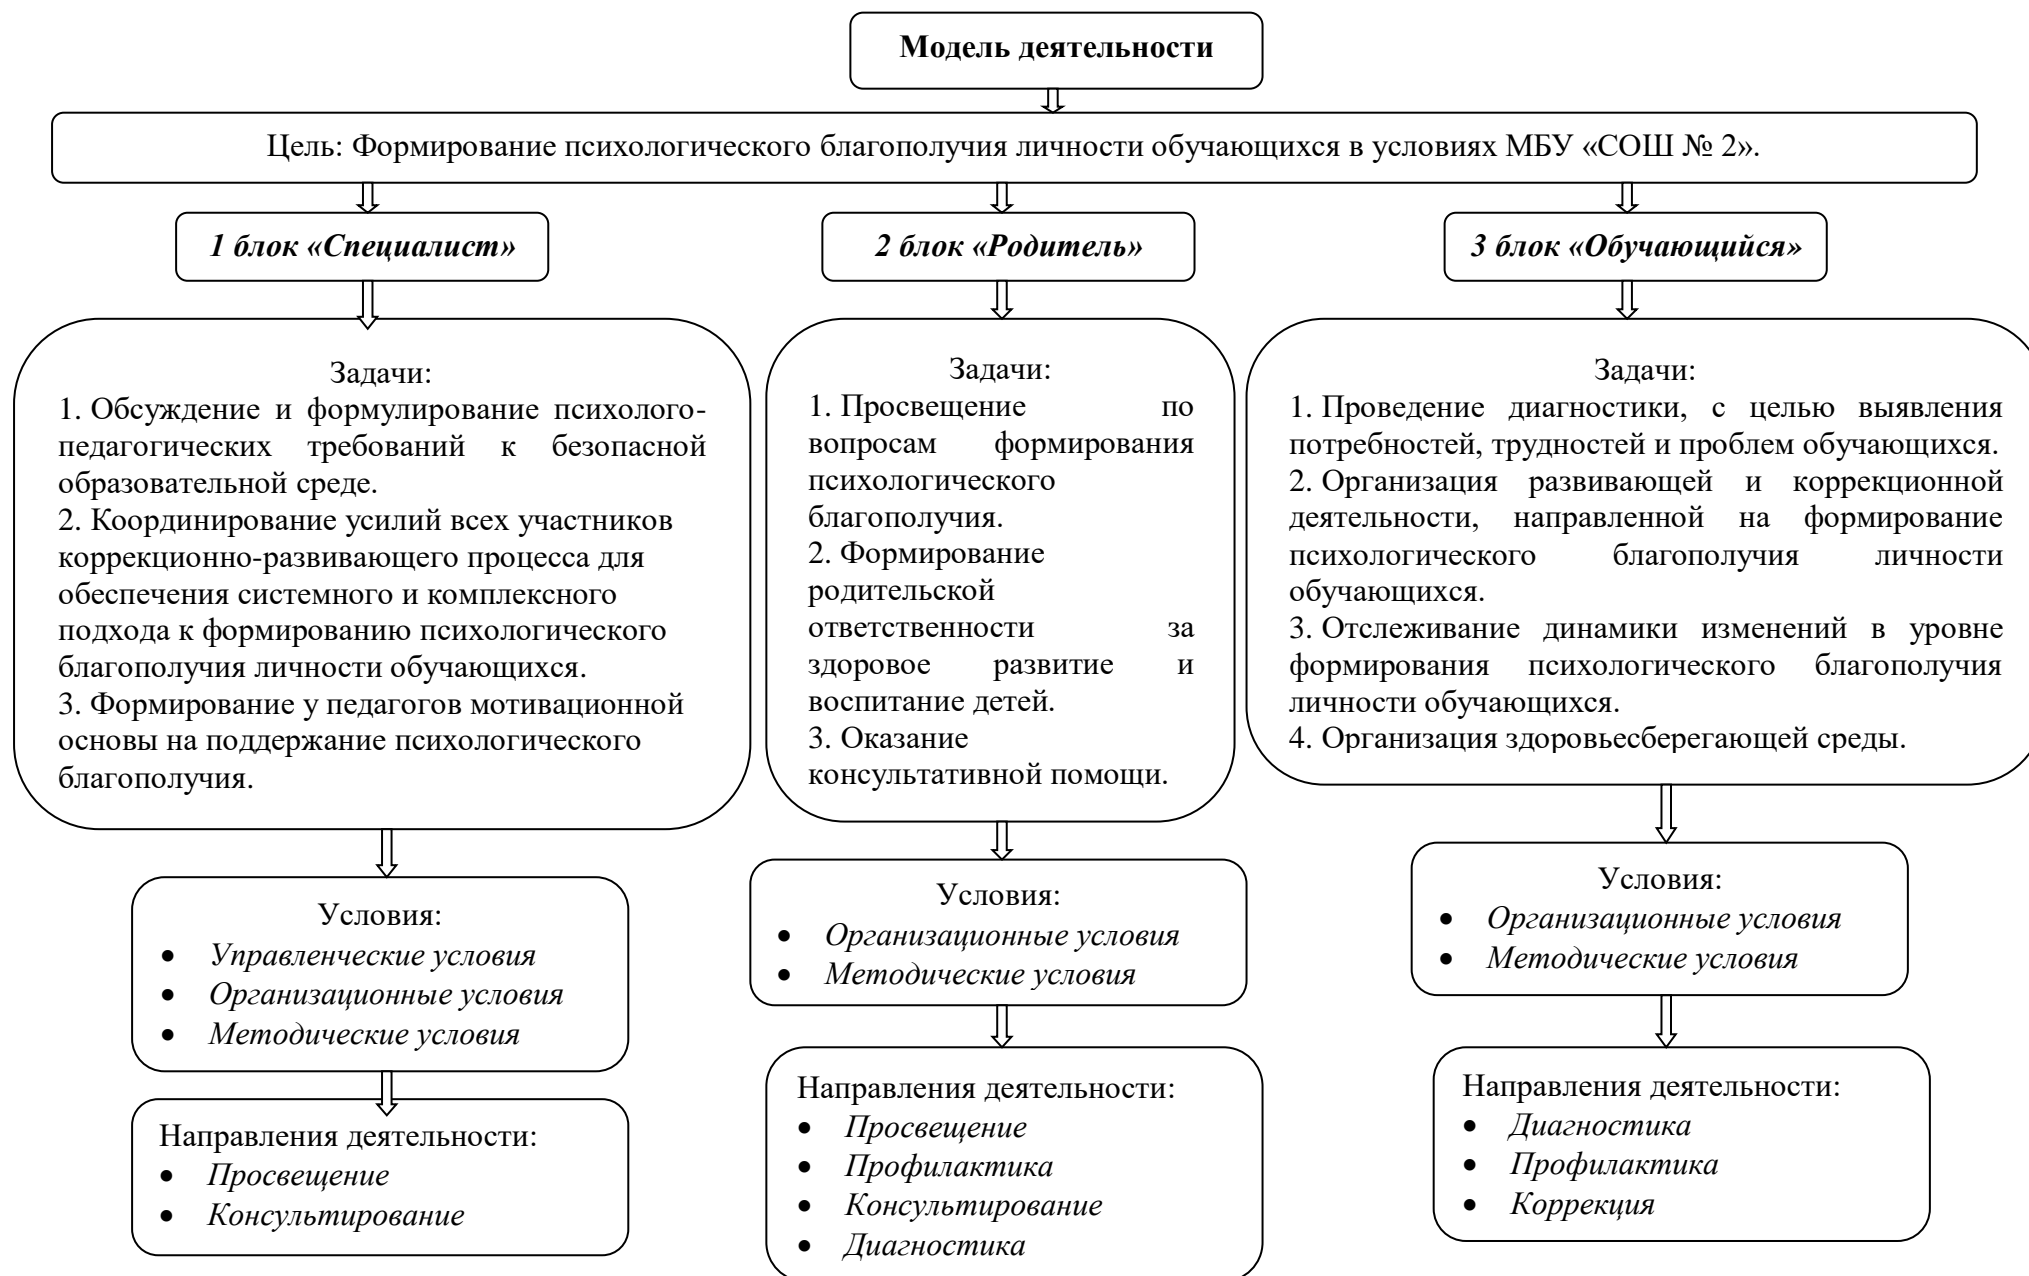 Модель деятельности
Цель: Формирование психологического благополучия личности обучающихся в условиях МБУ «СОШ № 2».
1 блок «Специалист»
Задачи:
1. Обсуждение и формулирование психолого-
педагогических требований к безопасной
образовательной среде.
2. Координирование усилий всех участников
коррекционно-развивающего процесса для
обеспечения системного и комплексного
подхода к формированию психологического
благополучия личности обучающихся.
3. Формирование у педагогов мотивационной
основы на поддержание психологического
благополучия.
Условия:
• Управленческие условия
• Организационные условия
• Методические условия
Направления деятельности:
• Просвещение
• Консультирование
2 блок «Родитель»
Задачи:
1. Просвещение по
вопросам формирования
психологического
благополучия.
2. Формирование
родительской
ответственности за
здоровое развитие и
воспитание детей.
3. Оказание
консультативной помощи.
Условия:
• Организационные условия
• Методические условия
Направления деятельности:
• Просвещение
• Профилактика
• Консультирование
• Диагностика
3 блок «Обучающийся»
Задачи:
1. Проведение диагностики, с целью выявления
потребностей, трудностей и проблем обучающихся.
2. Организация развивающей и коррекционной
деятельности, направленной на формирование
психологического благополучия личности
обучающихся.
3. Отслеживание динамики изменений в уровне
формирования психологического благополучия
личности обучающихся.
4. Организация здоровьесберегающей среды.
Условия:
• Организационные условия
• Методические условия
Направления деятельности:
• Диагностика
• Профилактика
• Коррекция